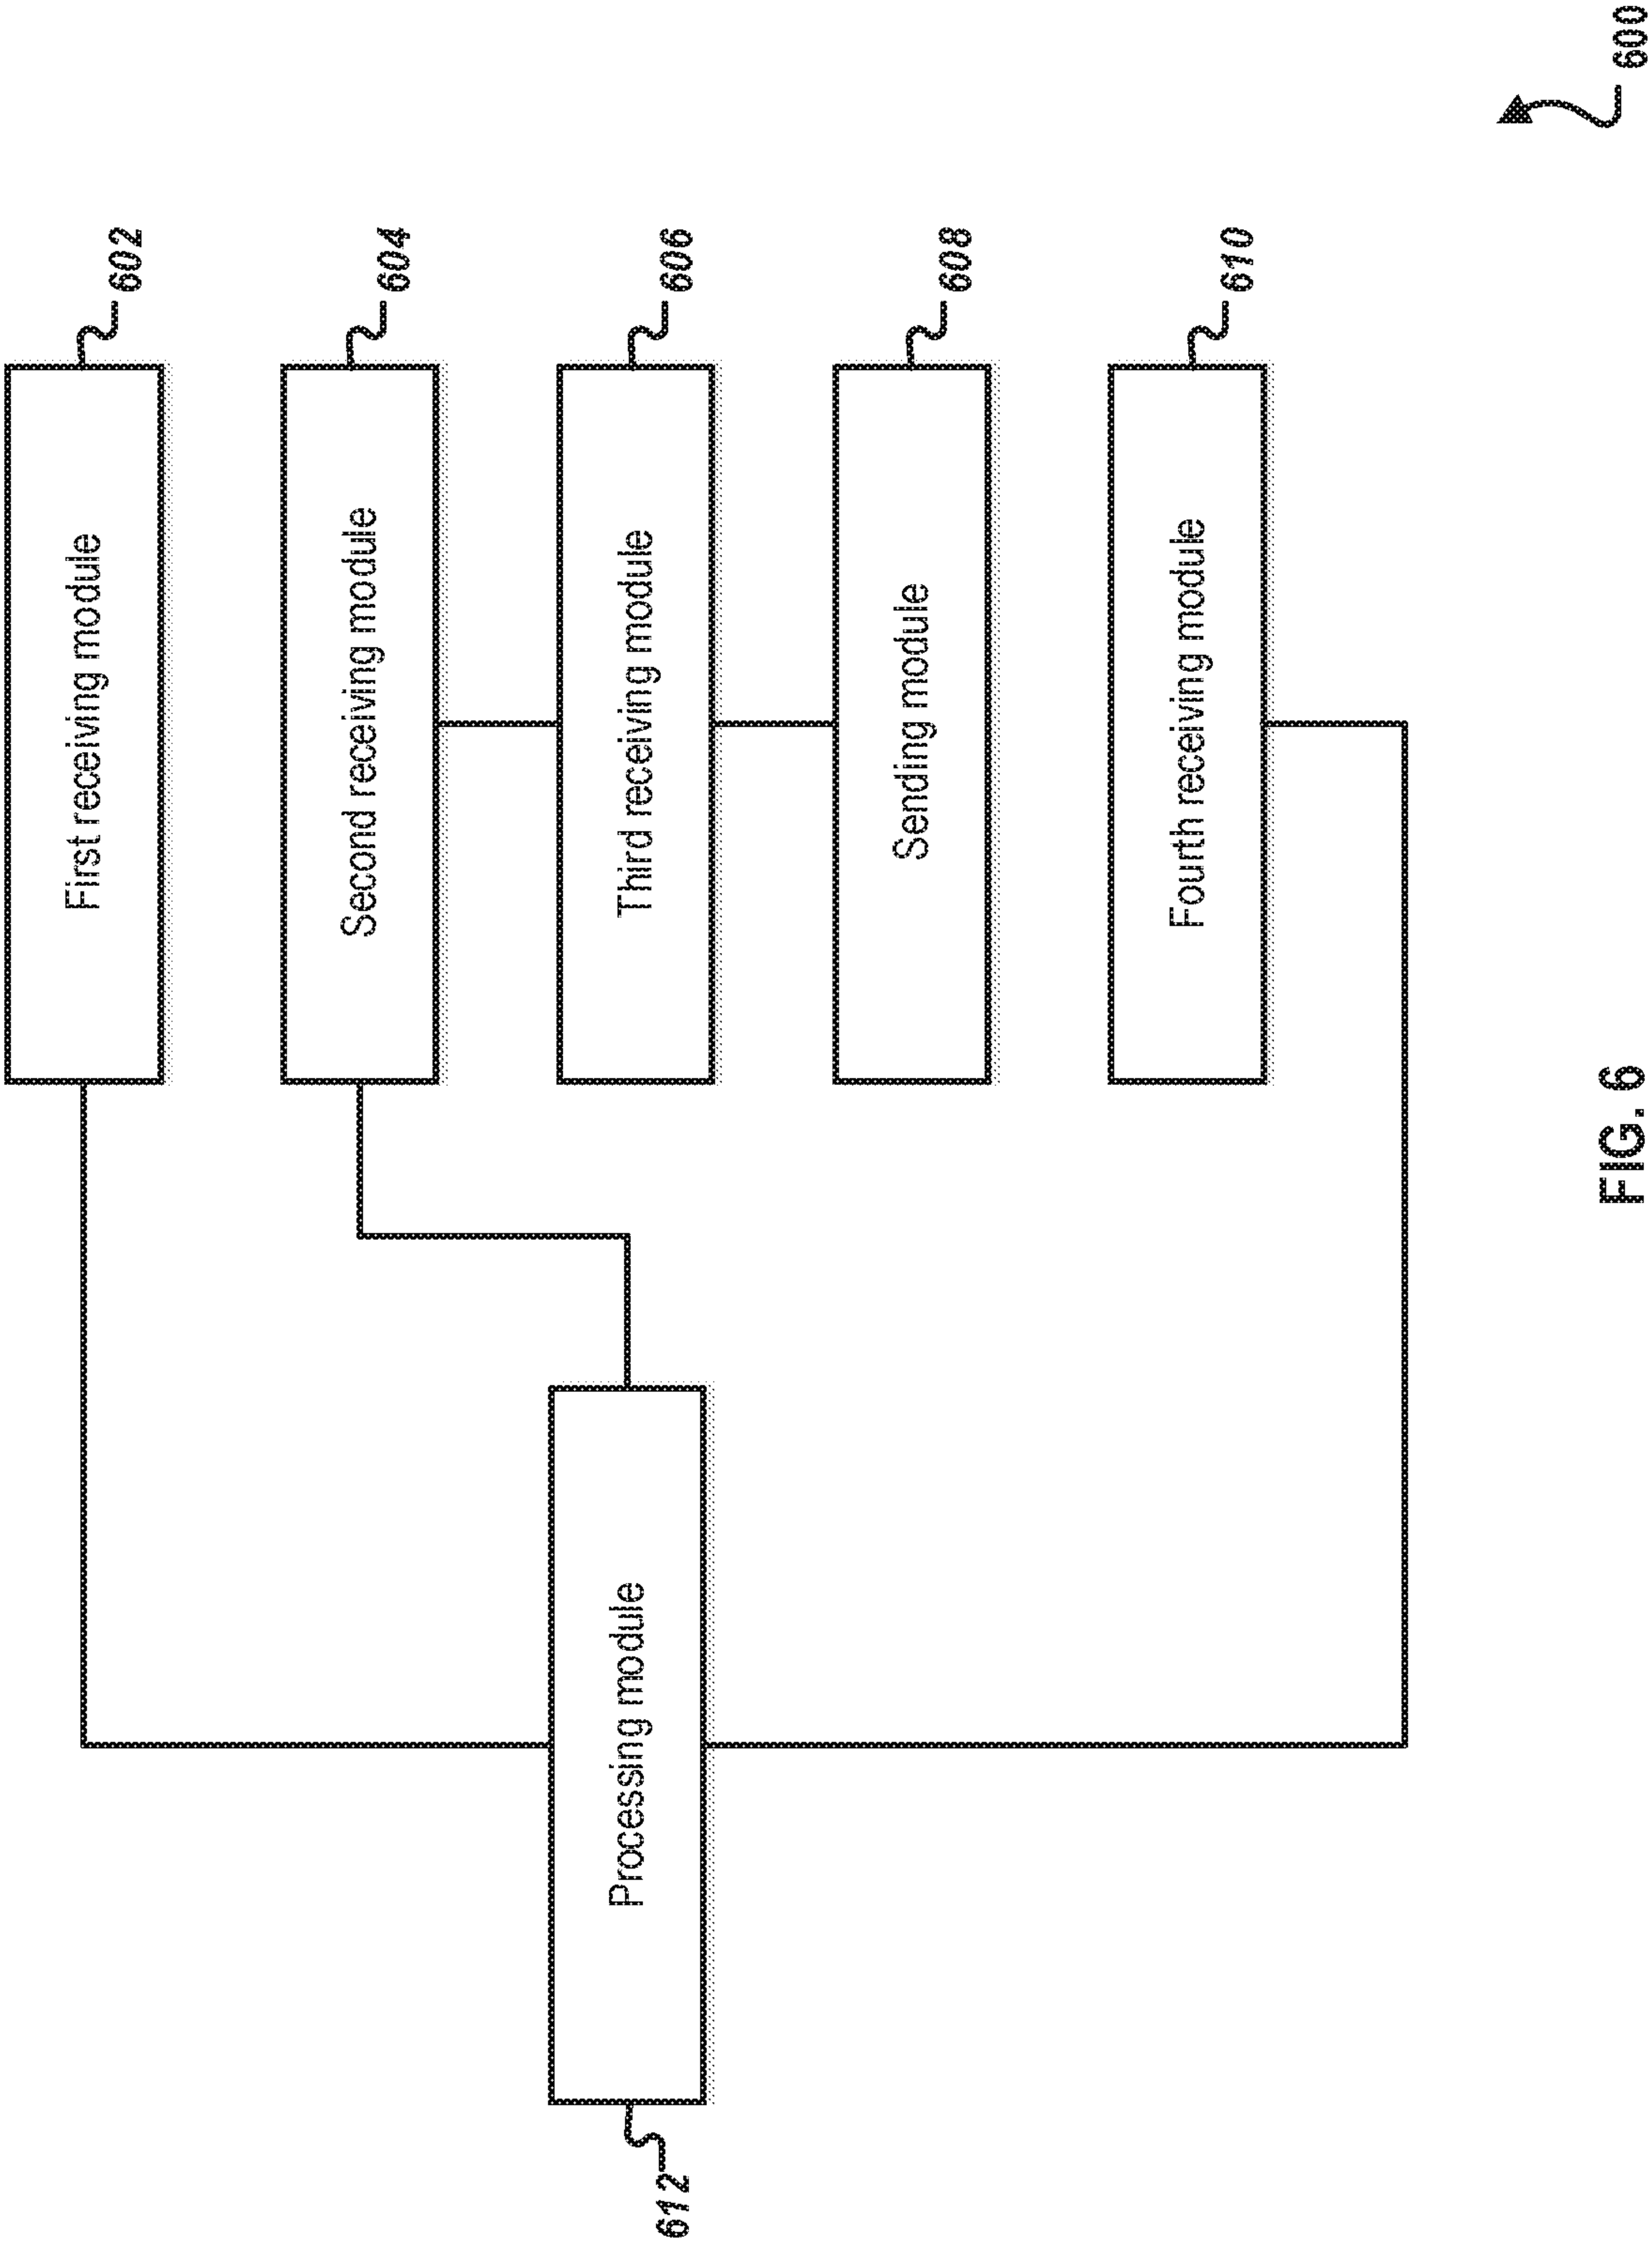 600
First receiving module
602
Second receiving module
604
Third receiving module
606
Sending module
608
Fourth receiving module
610
Processing module
612
FIG. 6